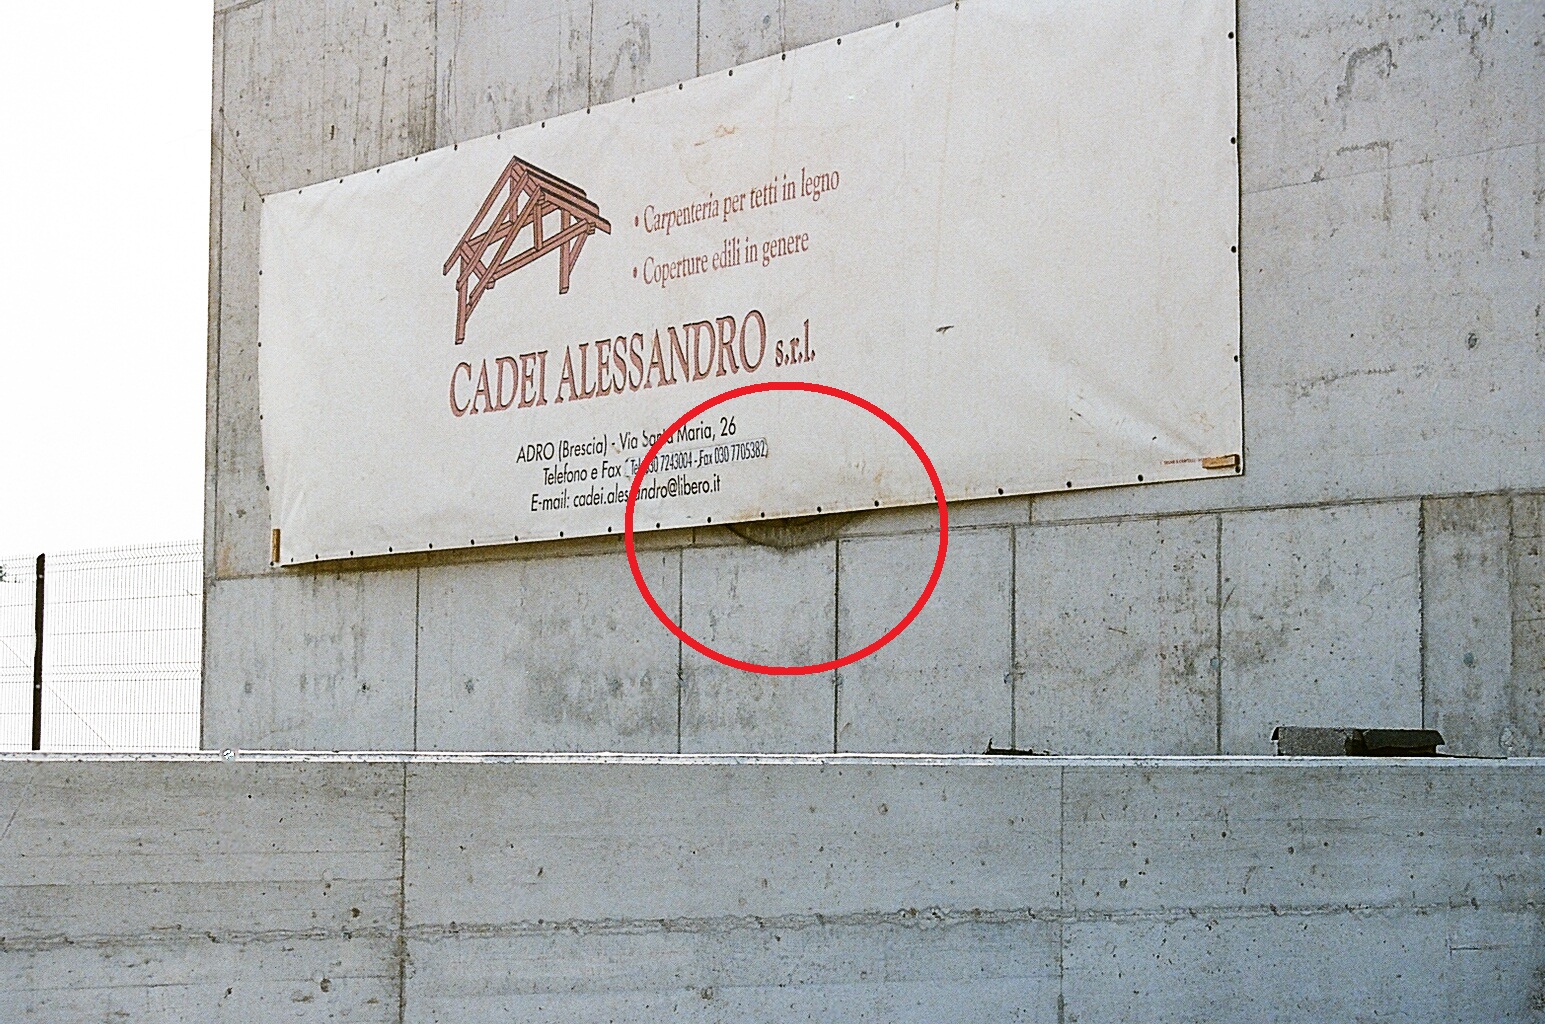 • Carpenteria per tetti in legno
• Coperture edili in genere
CADEI ALESSANDRO s.r.l.
ADRO (Brescia) - Via Santa Maria, 26
Telefono e Fax (Tel. 030 7243004 - Fax 030 7705382)
E-mail: cadei.alessandro@libero.it